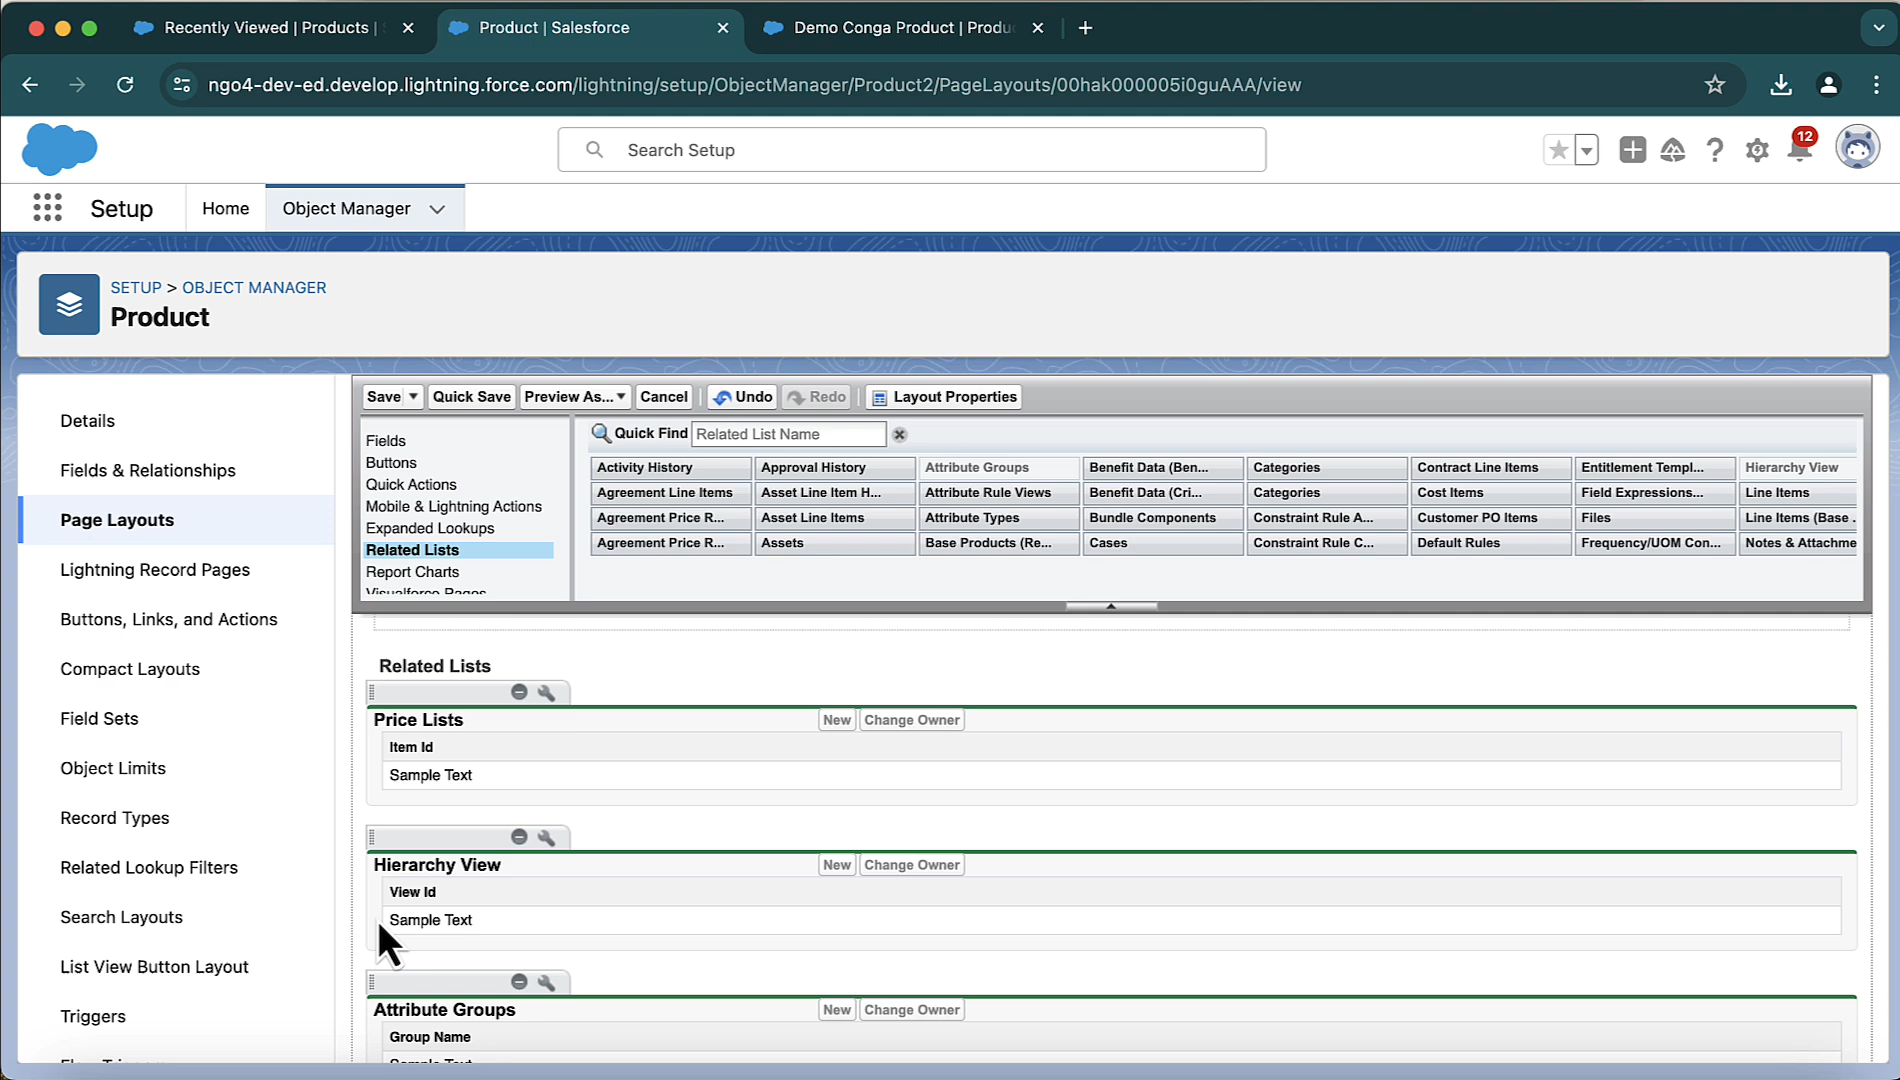 Recently Viewed | Products |
Product | Salesforce
Demo Conga Product | Produ
ngo4-dev-ed.develop.lightning.force.com/lightning/setup/ObjectManager/Product2/PageLayouts/00hak000005i0guAAA/view
Search Setup
12
Setup
Home
Object Manager
SETUP > OBJECT MANAGER
Product
Details
Fields & Relationships
Page Layouts
Lightning Record Pages
Buttons, Links, and Actions
Compact Layouts
Field Sets
Object Limits
Record Types
Related Lookup Filters
Search Layouts
List View Button Layout
Triggers
Save
Quick Save
Preview As...
Cancel
Undo
Redo
Layout Properties
Fields
Buttons
Quick Actions
Mobile & Lightning Actions
Expanded Lookups
Related Lists
Report Charts
Visualforce Pages
Quick Find
Related List Name
Activity History Approval History Attribute Groups Benefit Data (Ben... Categories Contract Line Items Entitlement Templ... Hierarchy View
Agreement Line Items Asset Line Item H... Attribute Rule Views Benefit Data (Cri... Categories Cost Items Field Expressions... Line Items
Agreement Price R... Asset Line Items Attribute Types Bundle Components Constraint Rule A... Customer PO Items Files Line Items (Base .
Agreement Price R... Assets Base Products (Re... Cases Constraint Rule C... Default Rules Frequency/UOM Con... Notes & Attachme
Related Lists
Price Lists New Change Owner
Item Id
Sample Text
Hierarchy View New Change Owner
View Id
Sample Text
Attribute Groups New Change Owner
Group Name
Sample Text